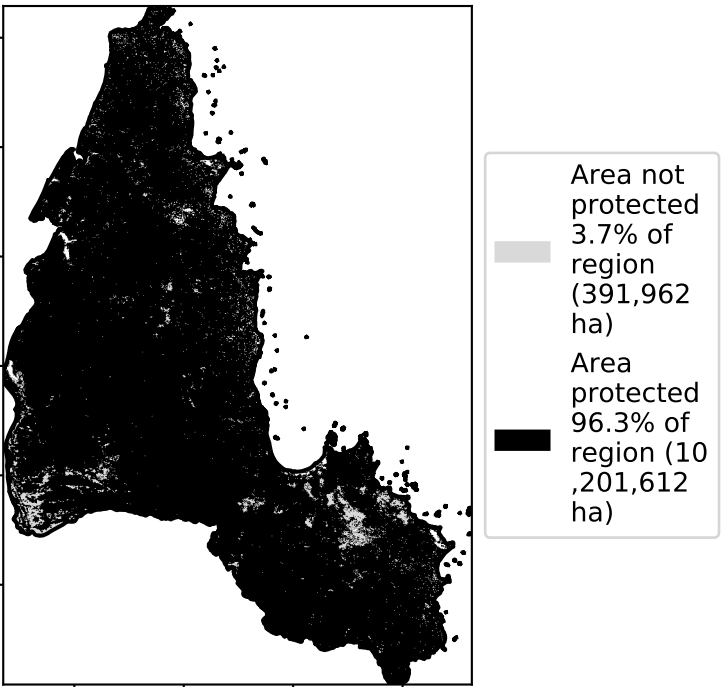 Area not
protected
3.7% of
region
(391,962
ha)
Area
protected
96.3% of
region (10
,201,612
ha)